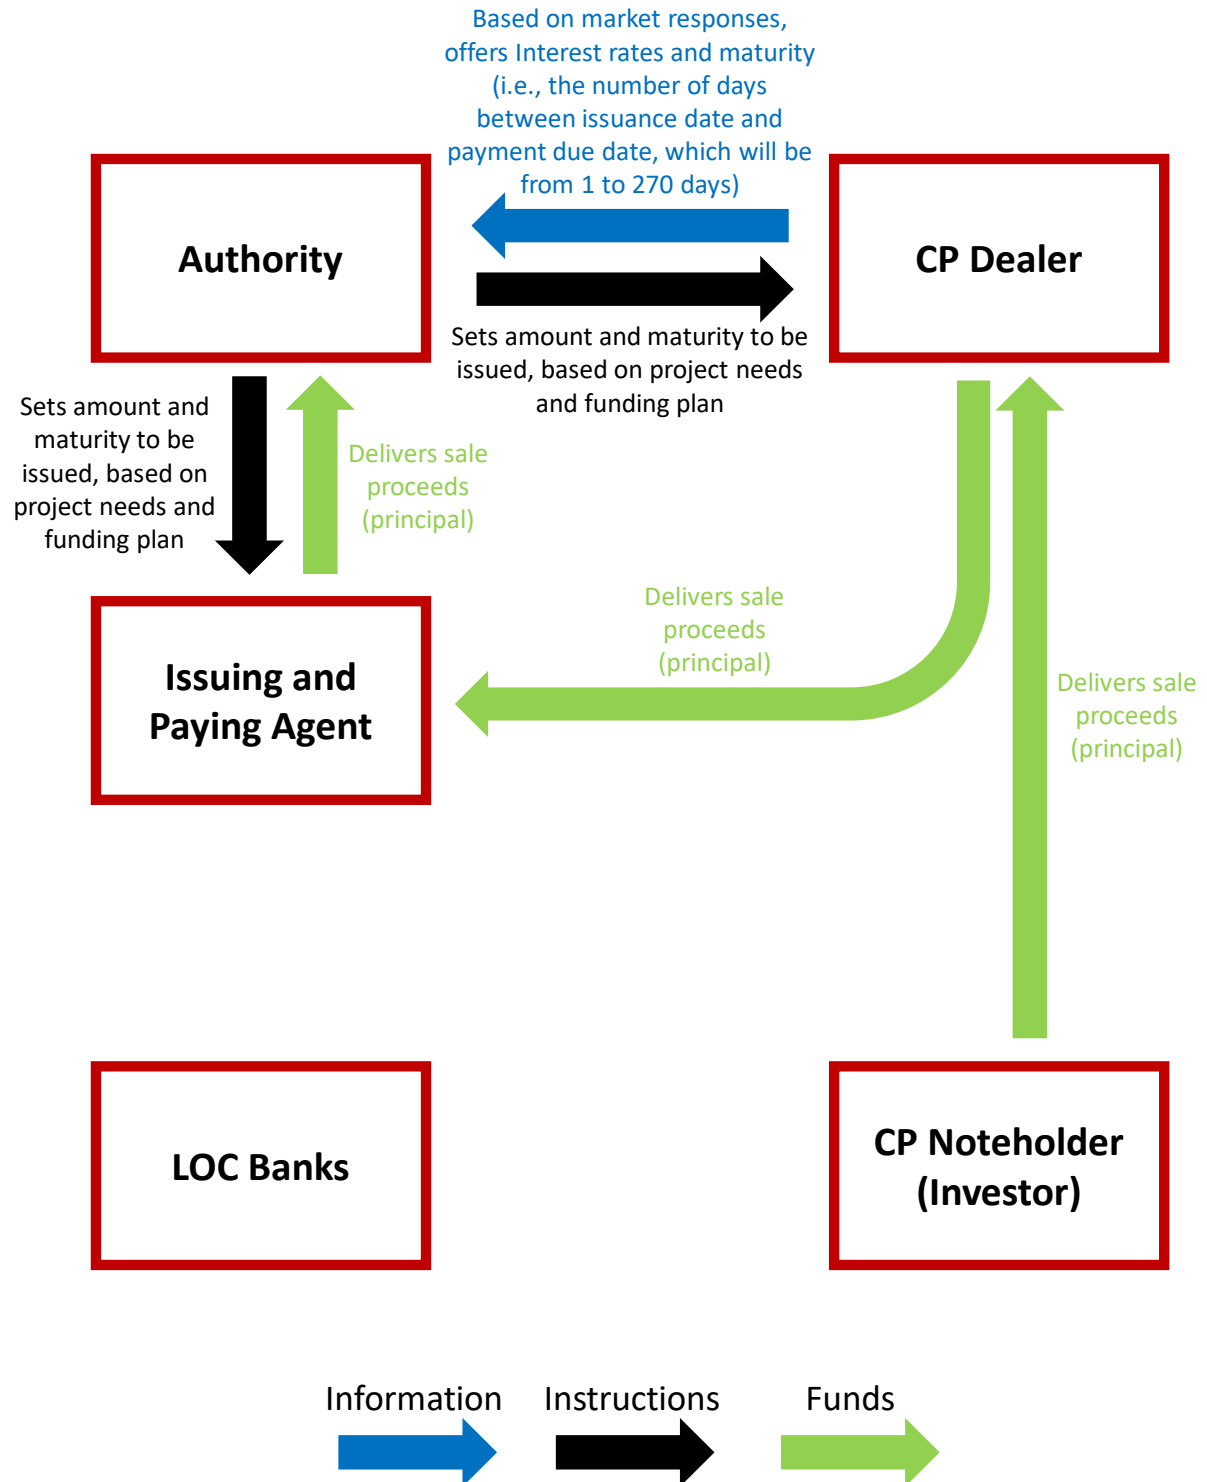 Based on market responses,
offers Interest rates and maturity
(i.e., the number of days
between issuance date and
payment due date, which will be
from 1 to 270 days)
Authority
CP Dealer
Sets amount and maturity to be
issued, based on project needs
and funding plan
Sets amount and
maturity to be
issued, based on
project needs and
funding plan
Delivers sale
proceeds
(principal)
Delivers sale
proceeds
(principal)
Issuing and
Paying Agent
Delivers sale
proceeds
(principal)
LOC Banks
CP Noteholder
(Investor)
Information
Instructions
Funds